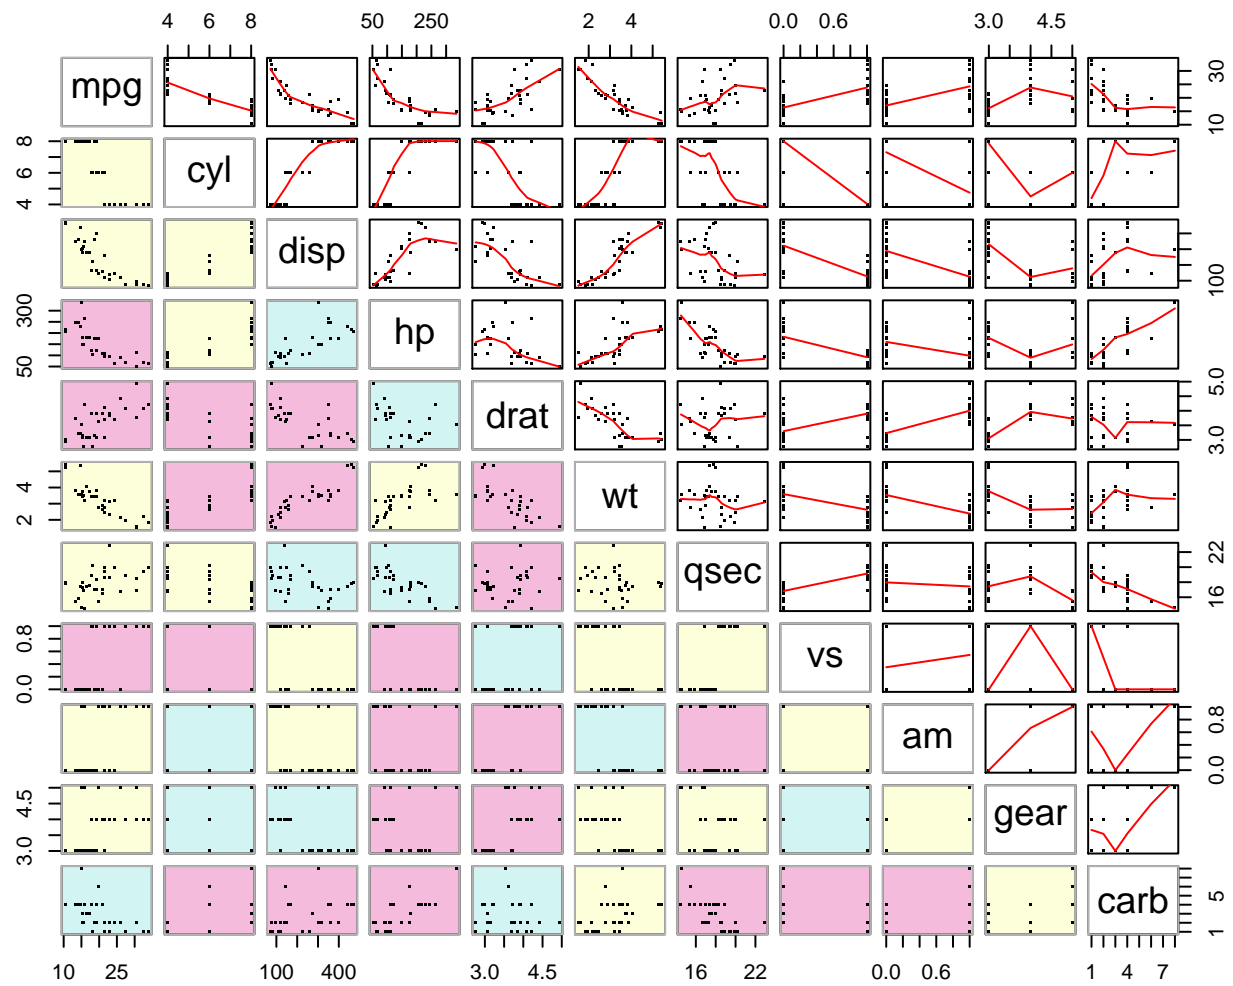 4 6 8 50 250 2 4 0.0 0.6 3.0 4.5
mpg 10 30
4 6 8 cyl
disp 100
50 300 hp
drat 3.0 5.0
2 4 wt
qsec 16 22
0.0 0.8 vs
am 0.0 0.8
3.0 4.5 gear
carb 1 5
10 25 100 400 3.0 4.5 16 22 0.0 0.6 1 4 7